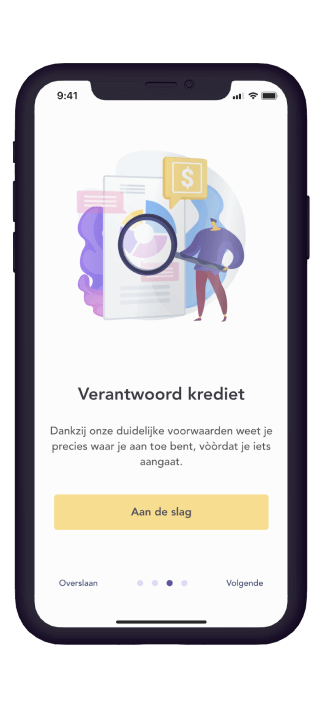 9:41
$
Verantwoord krediet
Dankzij onze duidelijke voorwaarden weet je
precies waar je aan toe bent, vòòrdat je iets
aangaat.
Aan de slag
Overslaan
Volgende